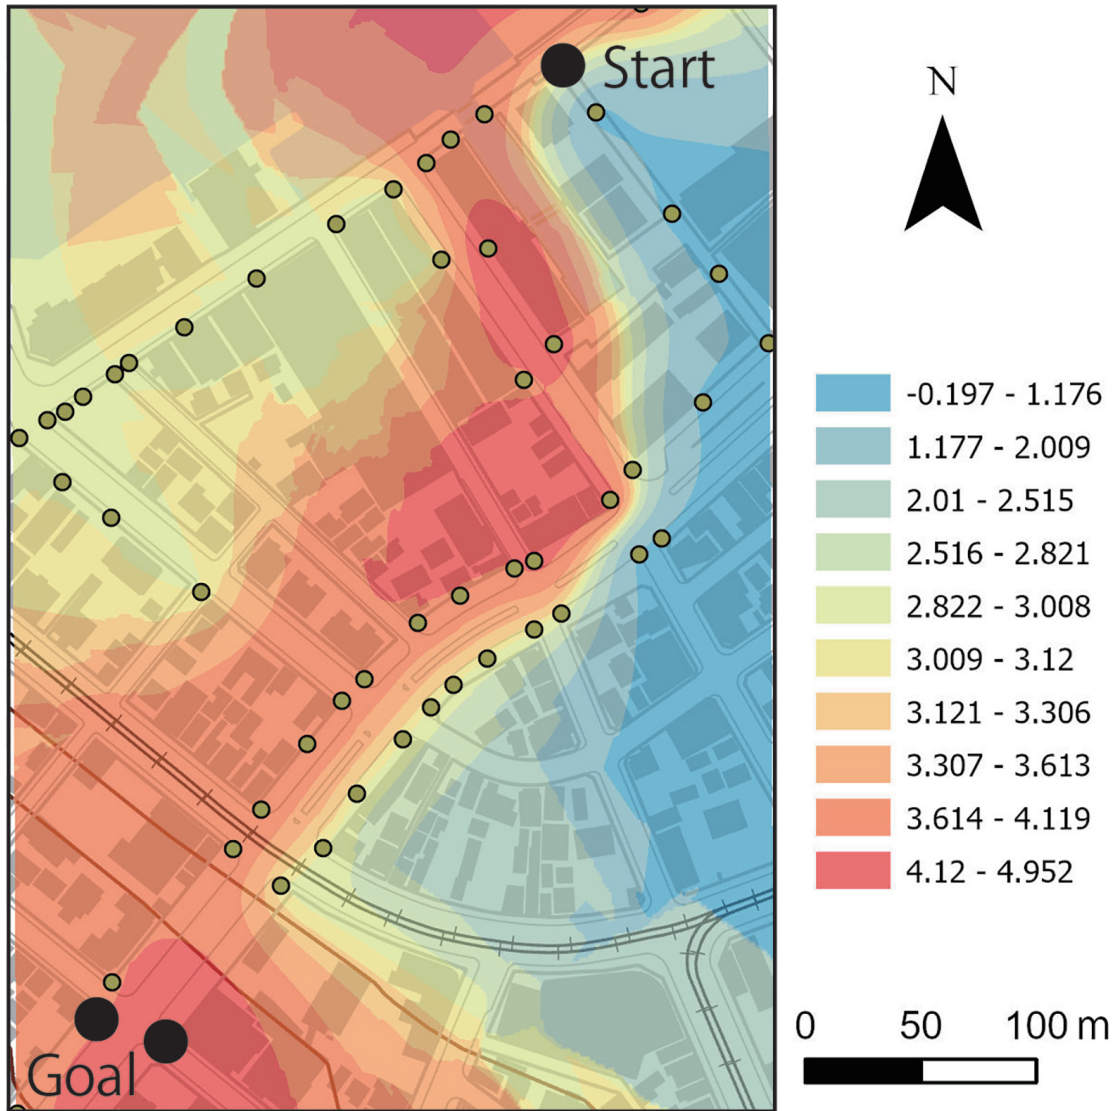 Start
Goal
N
-0.197 - 1.176
1.177 - 2.009
2.01 - 2.515
2.516 - 2.821
2.822 - 3.008
3.009 - 3.12
3.121 - 3.306
3.307 - 3.613
3.614 - 4.119
4.12 - 4.952
0 50 100 m